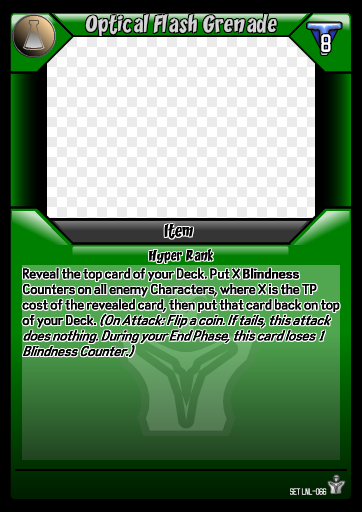 Optical Flash Grenade
8
Item
Hyper Rank
Reveal the top card of your Deck. Put X Blindness
Counters on all enemy Characters, where X is the TP
cost of the revealed card, then put that card back on top
of your Deck. (On Attack: Flip a coin. If tails, this attack
does nothing. During your End Phase, this card loses 1
Blindness Counter.)
SET LNL-066